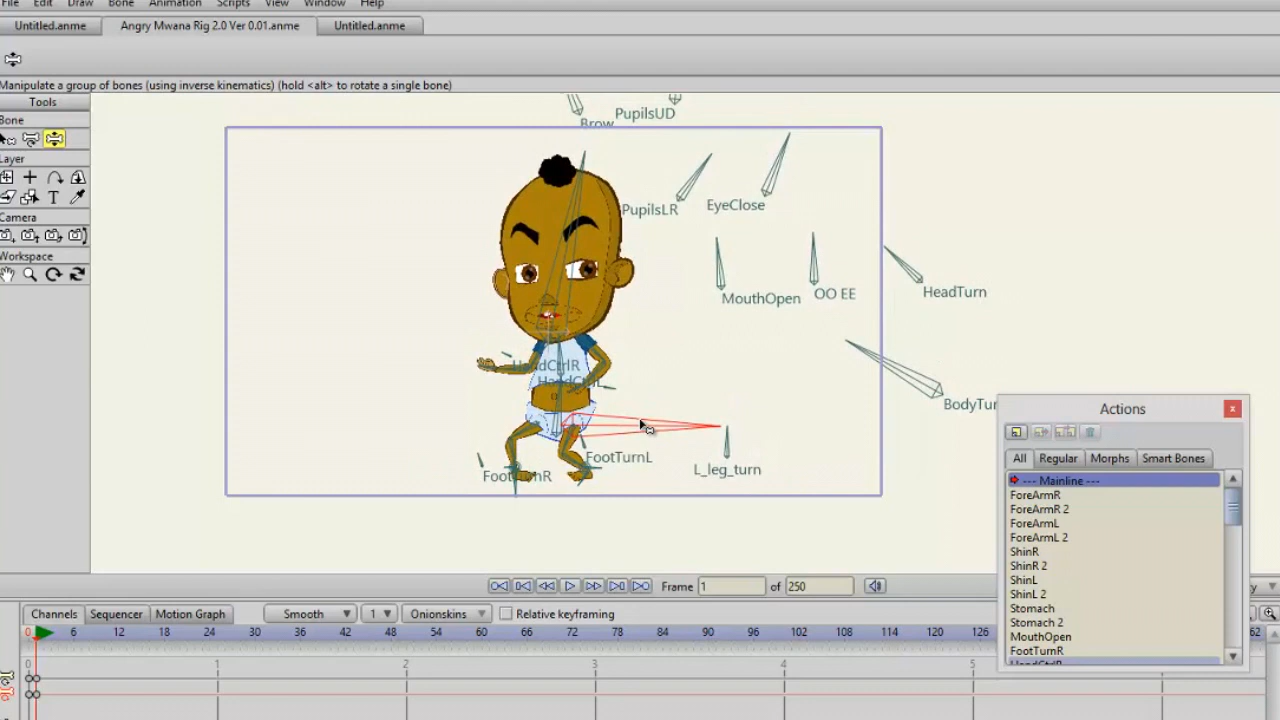 File Edit Draw Bone Animation Scripts View Window Help
Untitled.anme Angry Mwana Rig 2.0 Ver 0.01.anme Untitled.anme
Manipulate a group of bones (using inverse kinematics) (hold <alt> to rotate a single bone)
Tools
Bone
Layer
Camera
Workspace
Brow
PupilsUD
PupilsLR
EyeClose
MouthOpen
OO EE
HeadTurn
HandCtrlR
HandCtrlL
BodyTur
FootTurnL
FootTurnR
L_leg_turn
Actions
All Regular Morphs Smart Bones
--- Mainline ---
ForeArmR
ForeArmR 2
ForeArmL
ForeArmL 2
ShinR
ShinR 2
ShinL
ShinL 2
Stomach
Stomach 2
MouthOpen
FootTurnR
HandCtrlR
Frame 1 of 250
Channels Sequencer Motion Graph Smooth 1 Onionskins Relative keyframing
0 6 12 18 24 30 36 42 48 54 60 66 72 78 84 90 96 102 108 114 120 126 62
0 1 2 3 4 5